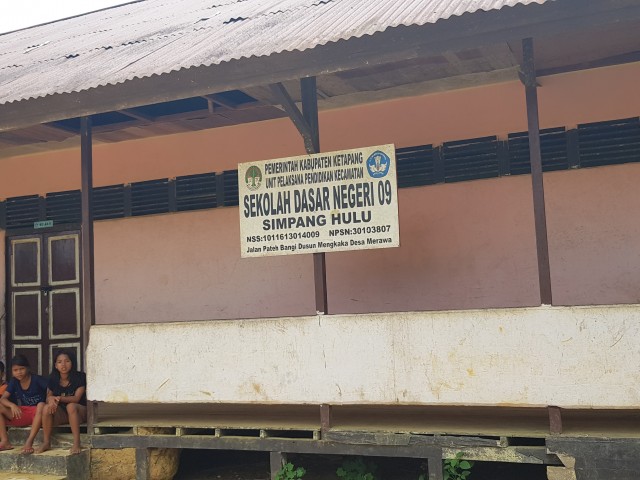 PEMERINTAH KABUPATEN KETAPANG
UNIT PELAKSANA PENDIDIKAN KECAMATAN
SEKOLAH DASAR NEGERI 09
SIMPANG HULU
NSS:1011613014009 NPSN:30103807
Jalan Pateh Bangi Dusun Mengkaka Desa Merawa